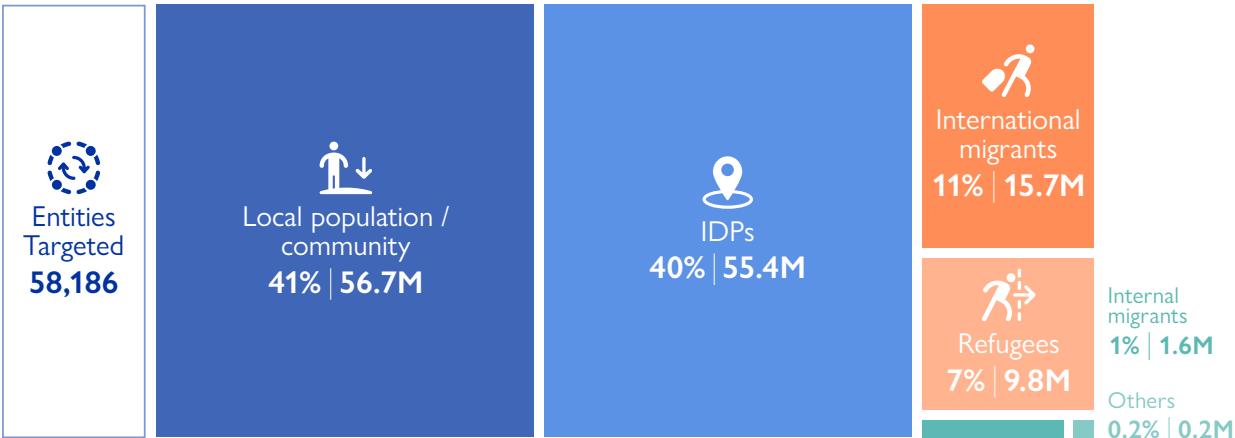 Entities
Targeted
58,186
Local population /
community
41% | 56.7M
IDPs
40% | 55.4M
International
migrants
11% | 15.7M
Refugees
7% | 9.8M
Internal
migrants
1% | 1.6M
Others
0.2% | 0.2M